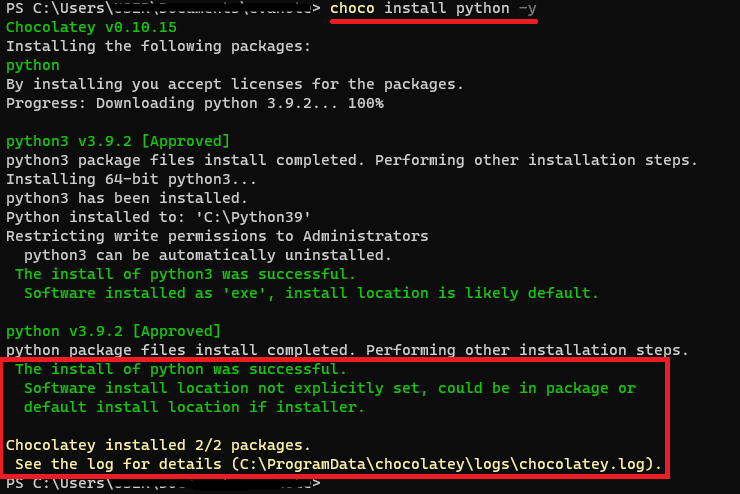 PS C:\Users\ > choco install python -y
Chocolatey v0.10.15
Installing the following packages:
python
By installing you accept licenses for the packages.
Progress: Downloading python 3.9.2... 100%
python3 v3.9.2 [Approved]
python3 package files install completed. Performing other installation steps.
Installing 64-bit python3...
python3 has been installed.
Python installed to: 'C:\Python39'
Restricting write permissions to Administrators
python3 can be automatically uninstalled.
The install of python3 was successful.
Software installed as 'exe', install location is likely default.
python v3.9.2 [Approved]
python package files install completed. Performing other installation steps.
The install of python was successful.
Software install location not explicitly set, could be in package or
default install location if installer.
Chocolatey installed 2/2 packages.
See the log for details (C:\ProgramData\chocolatey\logs\chocolatey.log).
PS C:\Users\ >